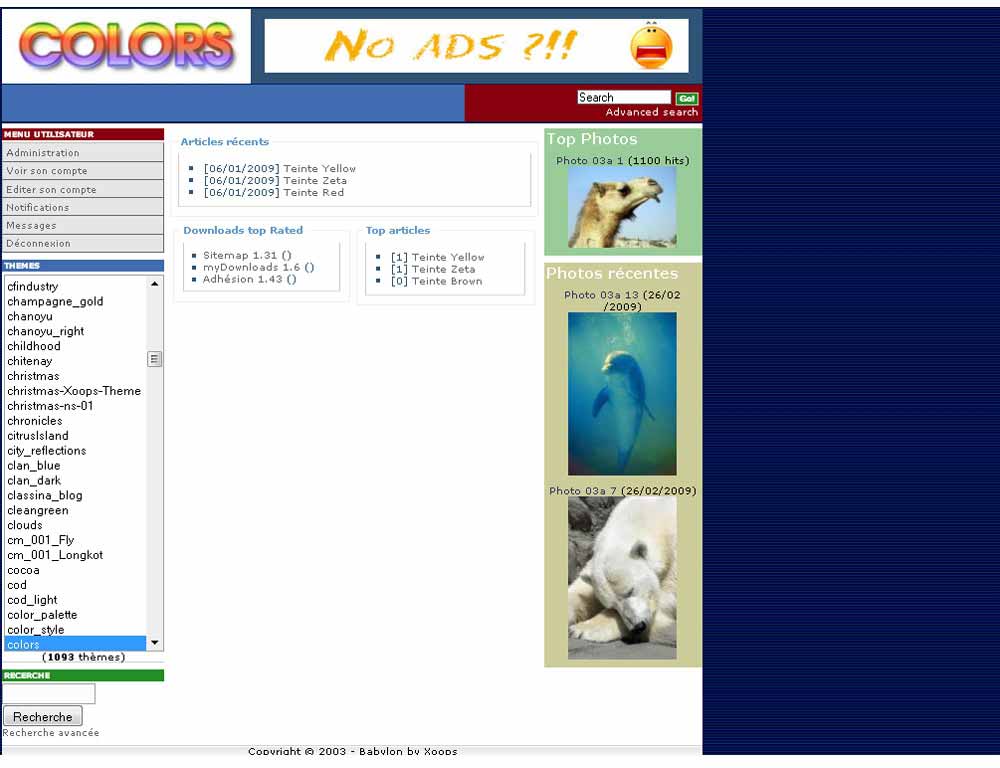 COLORS
No ADS ?!!
Search
Go!
Advanced search
MENU UTILISATEUR
Administration
Voir son compte
Editer son compte
Notifications
Messages
Déconnexion
THEMES
cfindustry
champagne_gold
chanoyu
chanoyu_right
childhood
chitenay
christmas
christmas-Xoops-Theme
christmas-ns-01
chronicles
citrusIsland
city_reflections
clan_blue
clan_dark
classina_blog
cleangreen
clouds
cm_001_Fly
cm_001_Longkot
cocoa
cod
cod_light
color_palette
color_style
colors
(1093 thèmes)
RECERCHE
Recherche
Recherche avancée
Articles récents
[06/01/2009] Teinte Yellow
[06/01/2009] Teinte Zeta
[06/01/2009] Teinte Red
Downloads top Rated
Sitemap 1.31 ()
myDownloads 1.6 ()
Adhésion 1.43 ()
Top articles
[1] Teinte Yellow
[1] Teinte Zeta
[0] Teinte Brown
Top Photos
Photo 03a 1 (1100 hits)
Photos récentes
Photo 03a 13 (26/02
/2009)
Photo 03a 7 (26/02/2009)
Copyright © 2003 - Babylon by Xoops